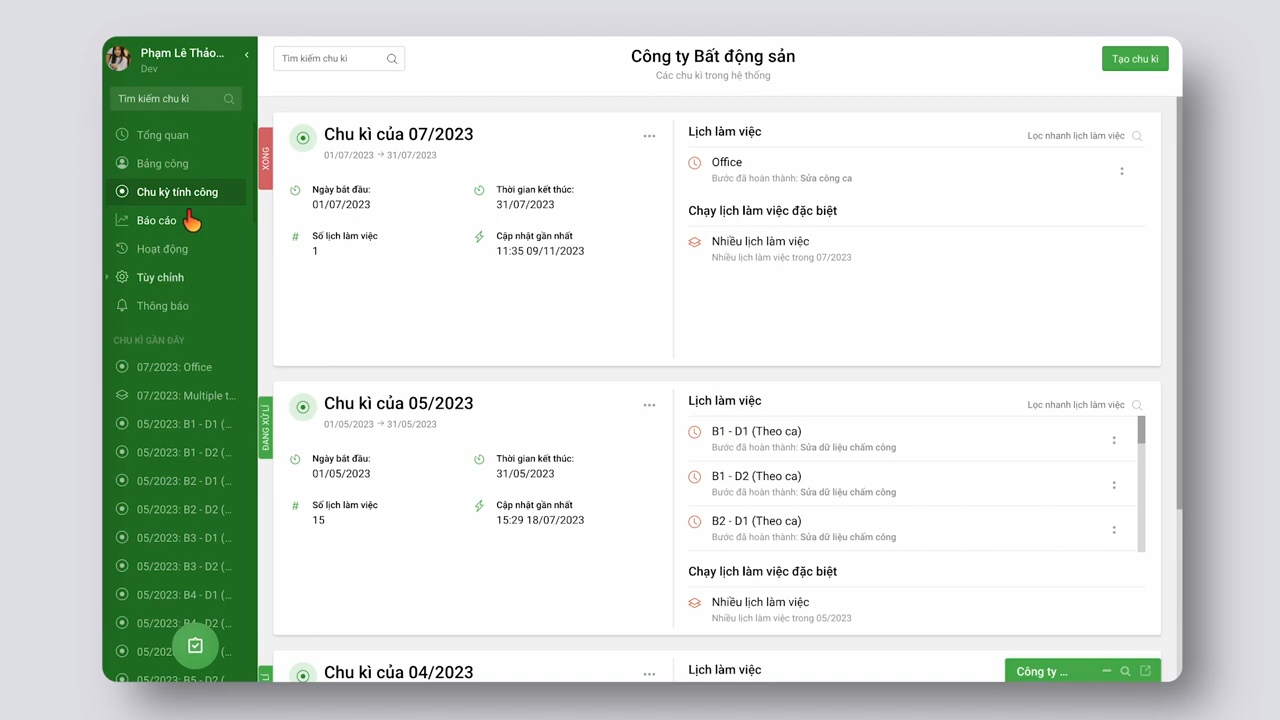 Phạm Lê Thảo...
Dev
Tìm kiếm chu kì
Tổng quan
Bảng công
Chu kỳ tính công
Báo cáo
Hoạt động
Tùy chỉnh
Thông báo
CHU KÌ GẦN ĐÂY
07/2023: Office
07/2023: Multiple t...
05/2023: B1 - D1 (...
05/2023: B1 - D2 (...
05/2023: B2 - D1 (...
05/2023: B2 - D2 (...
05/2023: B3 - D1 (...
05/2023: B3 - D2 (...
05/2023: B4 - D1 (...
05/2023: B4 - D2 (...
05/202 (...
05/2023: B5 - D2 (
Tìm kiếm chu kì
Công ty Bất động sản
Các chu kì trong hệ thống
Tạo chu kì
XONG
Chu kì của 07/2023
01/07/2023 → 31/07/2023
Ngày bắt đầu:
01/07/2023
Thời gian kết thúc:
31/07/2023
# Số lịch làm việc
1
Cập nhật gần nhất
11:35 09/11/2023
Lịch làm việc
Lọc nhanh lịch làm việc
Office
Bước đã hoàn thành: Sửa công ca
Chạy lịch làm việc đặc biệt
Nhiều lịch làm việc
Nhiều lịch làm việc trong 07/2023
ĐANG XỬ LÍ
Chu kì của 05/2023
01/05/2023 → 31/05/2023
Ngày bắt đầu:
01/05/2023
Thời gian kết thúc:
31/05/2023
# Số lịch làm việc
15
Cập nhật gần nhất
15:29 18/07/2023
Lịch làm việc
Lọc nhanh lịch làm việc
B1 - D1 (Theo ca)
Bước đã hoàn thành: Sửa dữ liệu chấm công
B1 - D2 (Theo ca)
Bước đã hoàn thành: Sửa dữ liệu chấm công
B2 - D1 (Theo ca)
Bước đã hoàn thành: Sửa dữ liệu chấm công
Chạy lịch làm việc đặc biệt
Nhiều lịch làm việc
Nhiều lịch làm việc trong 05/2023
LÍ
Chu kì của 04/2023
Lịch làm việc
Công ty ...